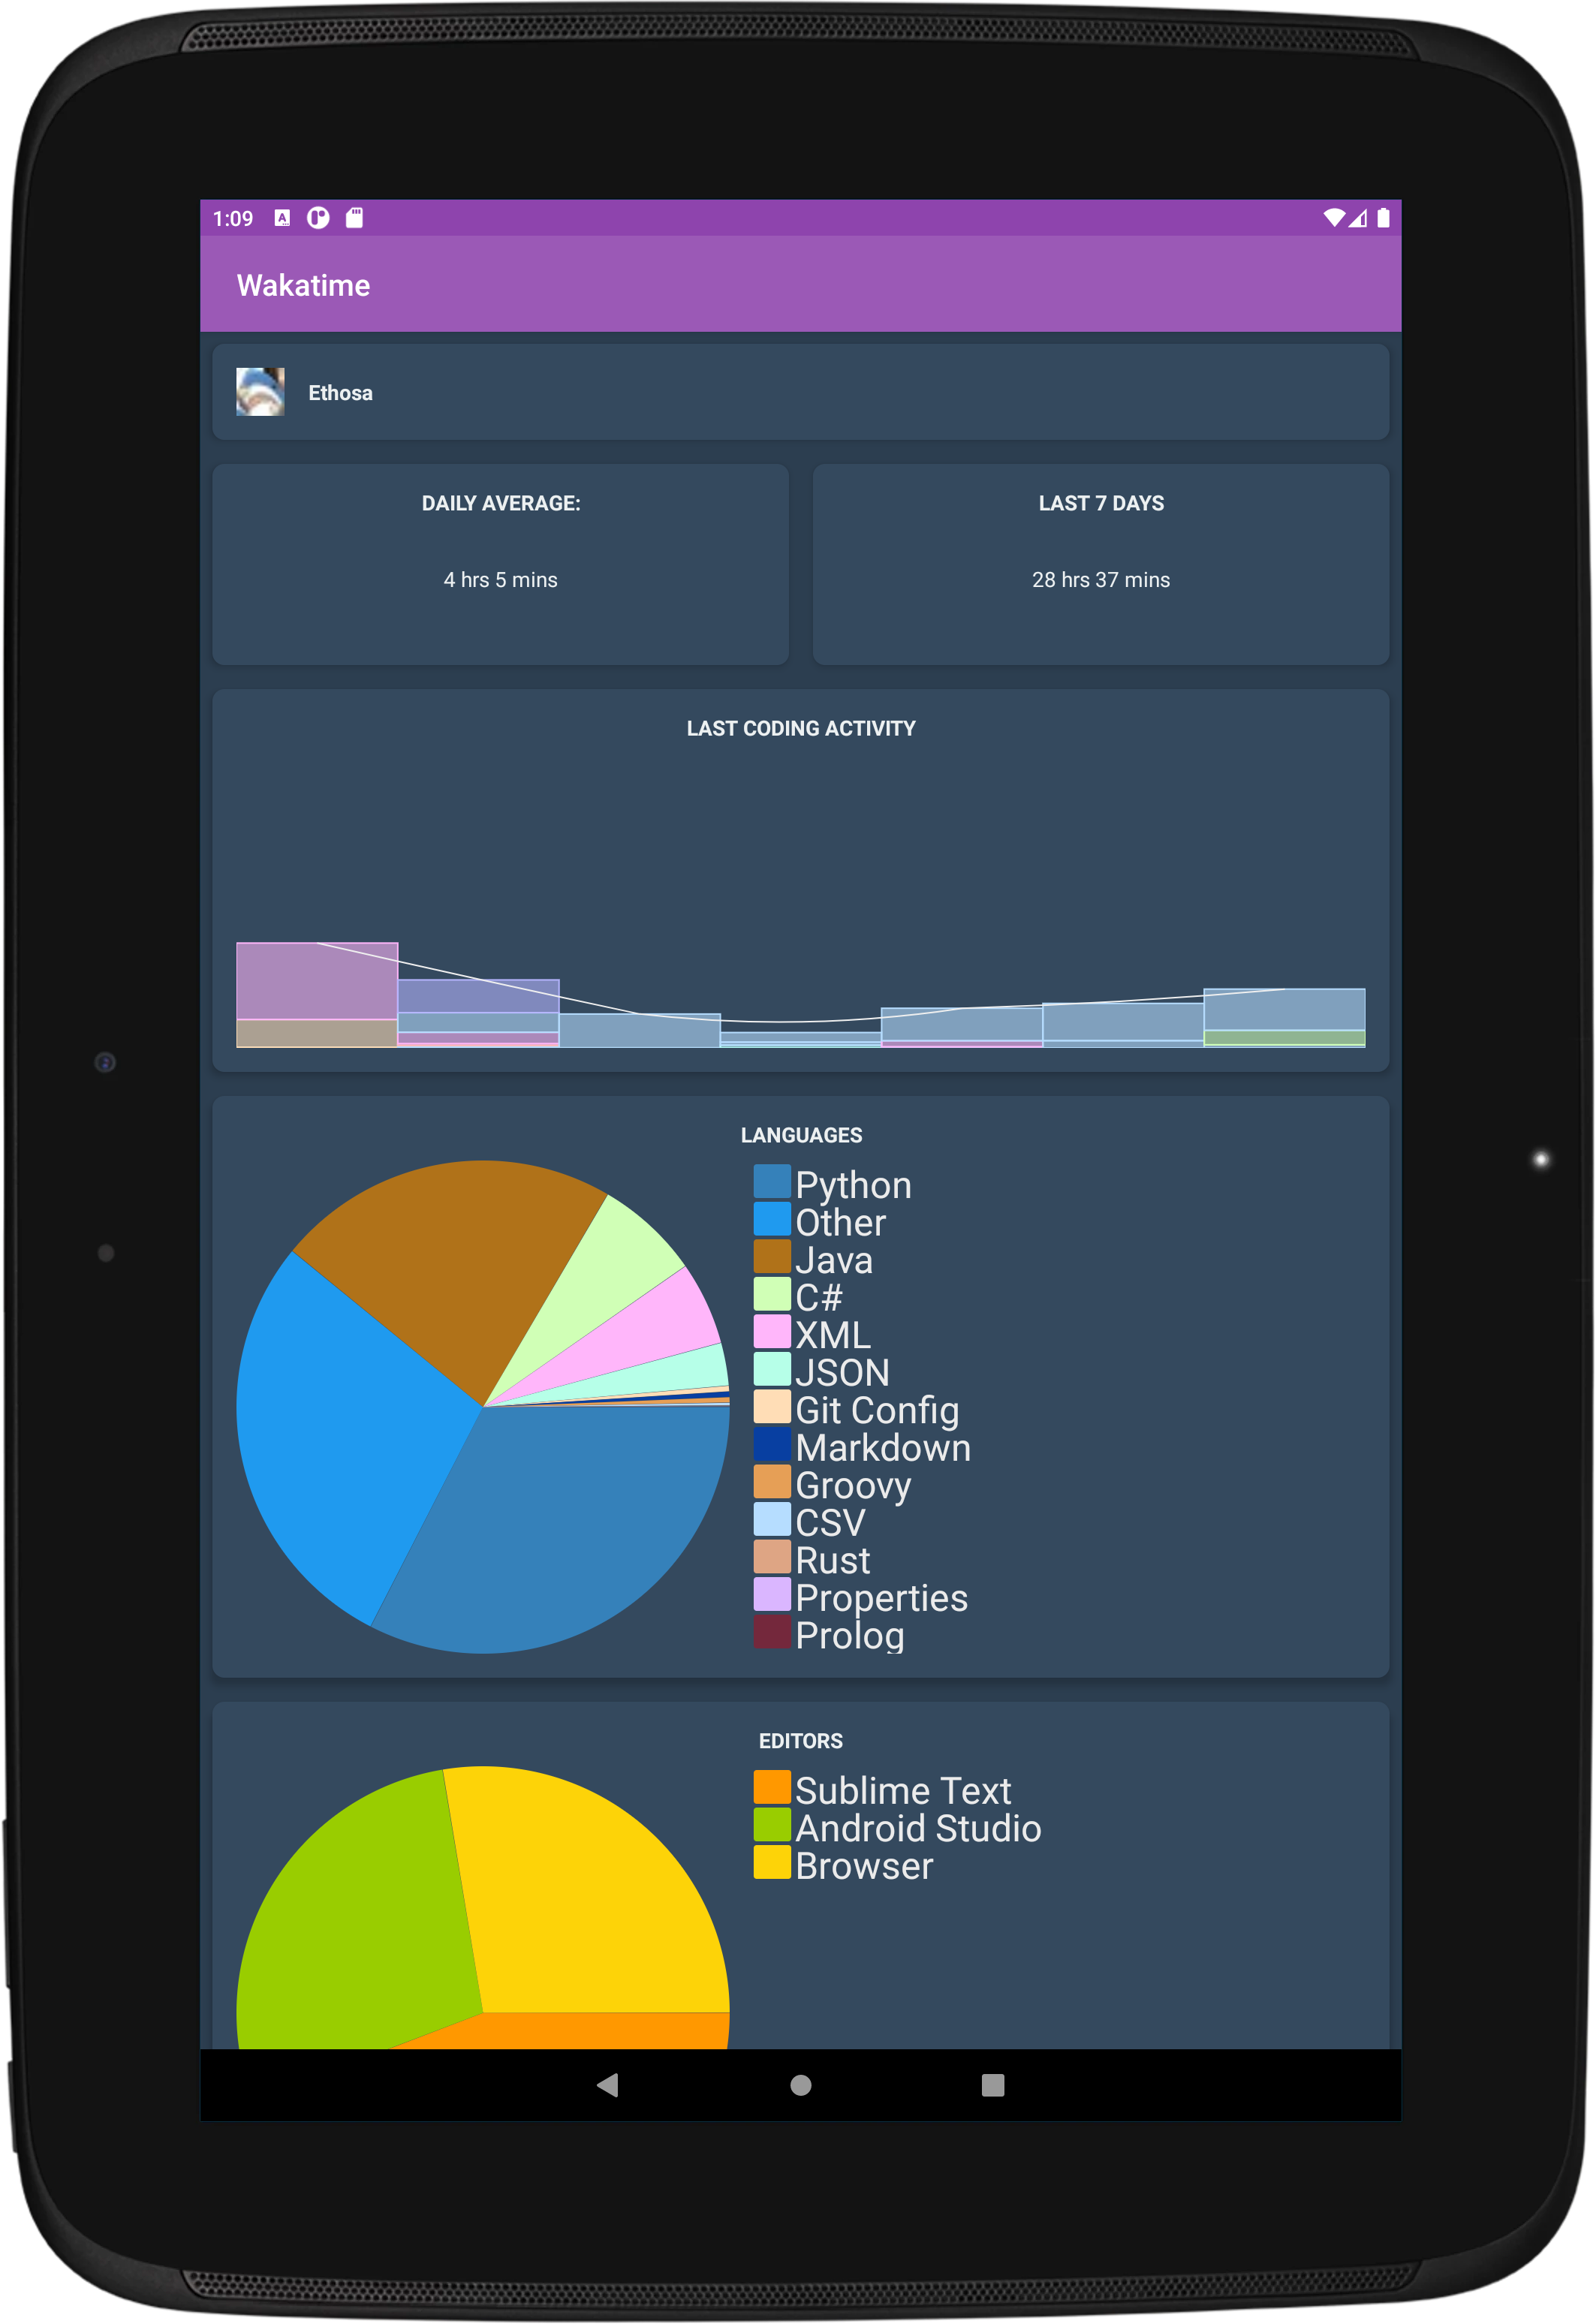 1:09
Wakatime
Ethosa
DAILY AVERAGE:
4 hrs 5 mins
LAST 7 DAYS
28 hrs 37 mins
LAST CODING ACTIVITY
LANGUAGES
Python
Other
Java
C#
XML
JSON
Git Config
Markdown
Groovy
CSV
Rust
Properties
Prolog
EDITORS
Sublime Text
Android Studio
Browser